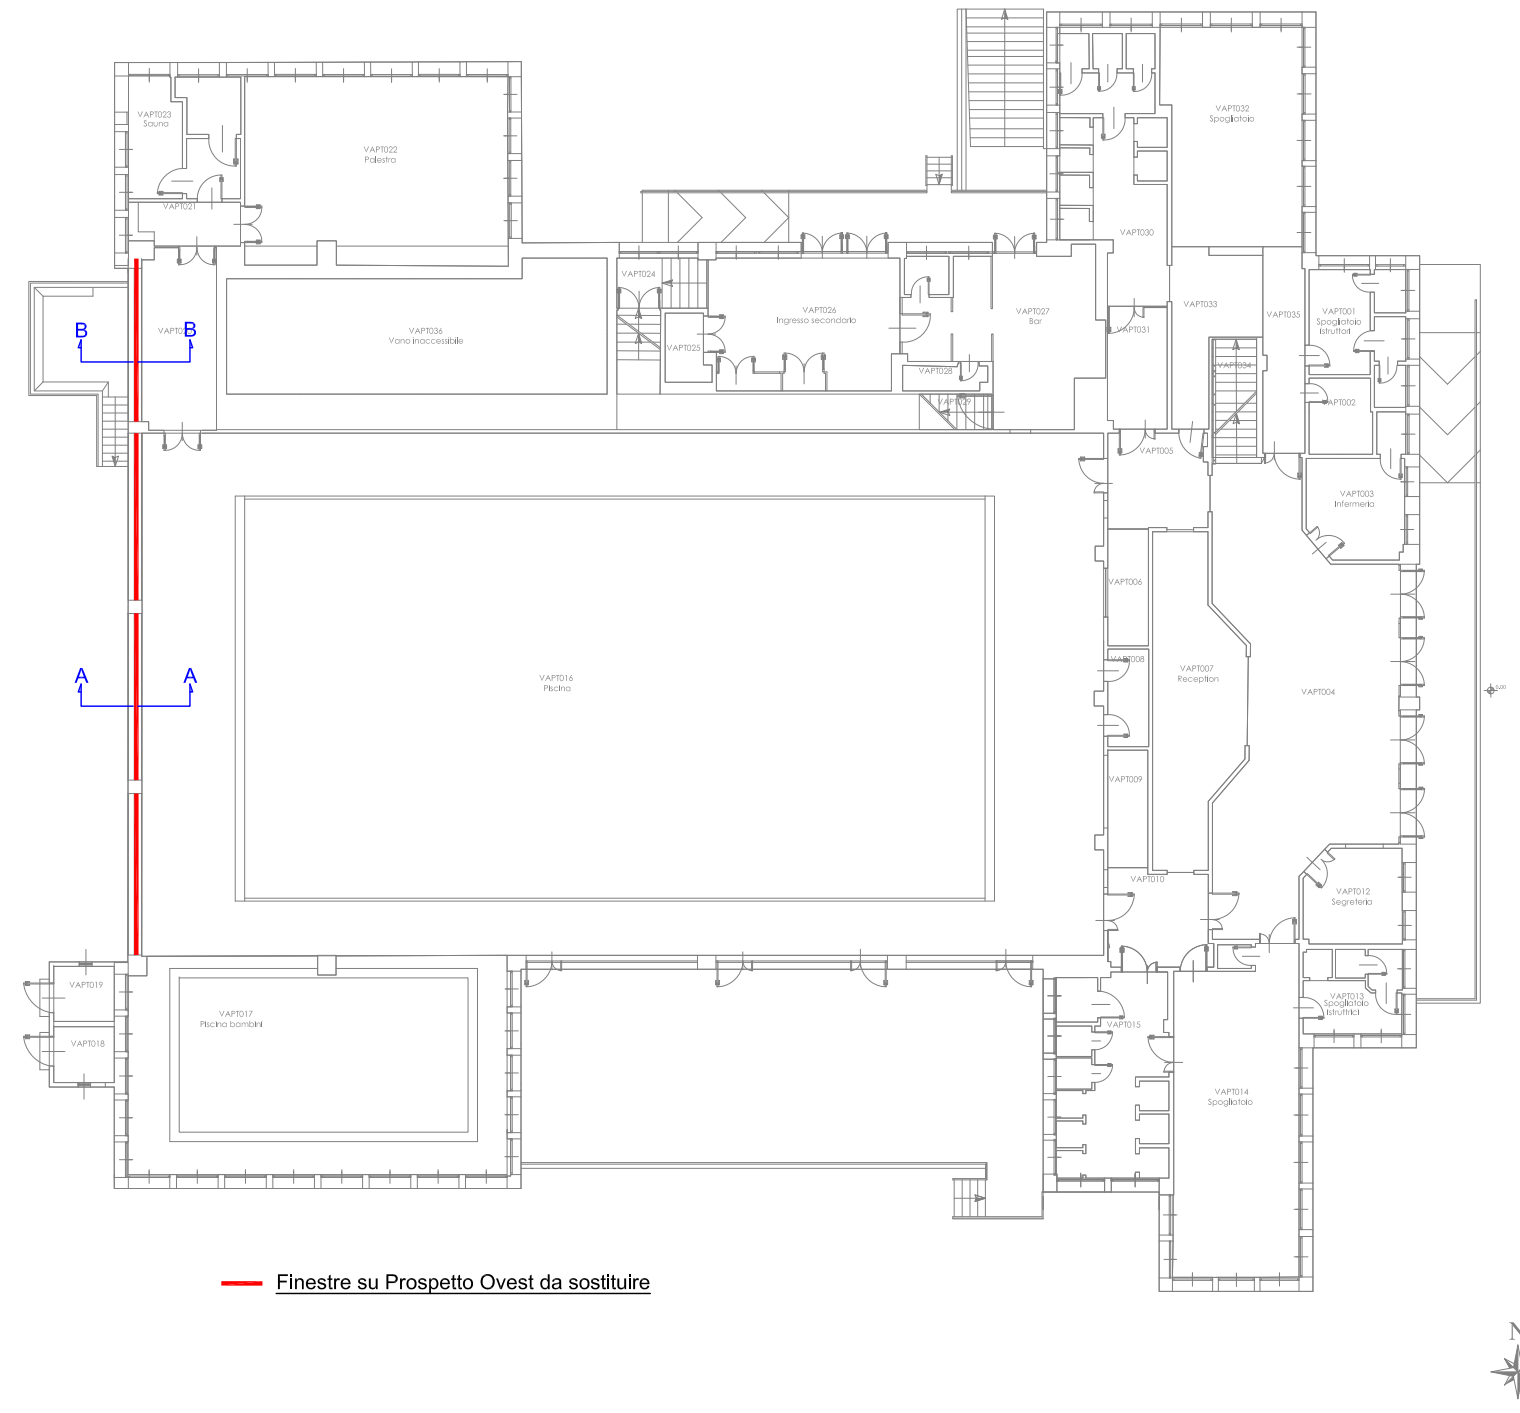 VAPT032
Spogliatoio
VAPT023
Sauna
VAPT022
Palestra
VAPT021
VAPT030
VAPT024
VAPT033
VAPT035
VAPT026
Ingresso secondario
VAPT027
Bar
VAPT001
Spogliatoio
Istruttori
B
B
VAPT036
Vano inaccessibile
VAPT031
VAPT025
VAPT034
VAPT028
VAPT029
VAPT002
VAPT005
VAPT003
Infermeria
VAPT006
VAPT008
VAPT007
Reception
A
A
VAPT016
Piscina
VAPT004
VAPT009
VAPT010
VAPT012
Segreteria
VAPT019
VAPT017
Piscina bambini
VAPT013
Spogliatoio
Istruttrici
VAPT015
VAPT018
VAPT014
Spogliatoio
Finestre su Prospetto Ovest da sostituire
N